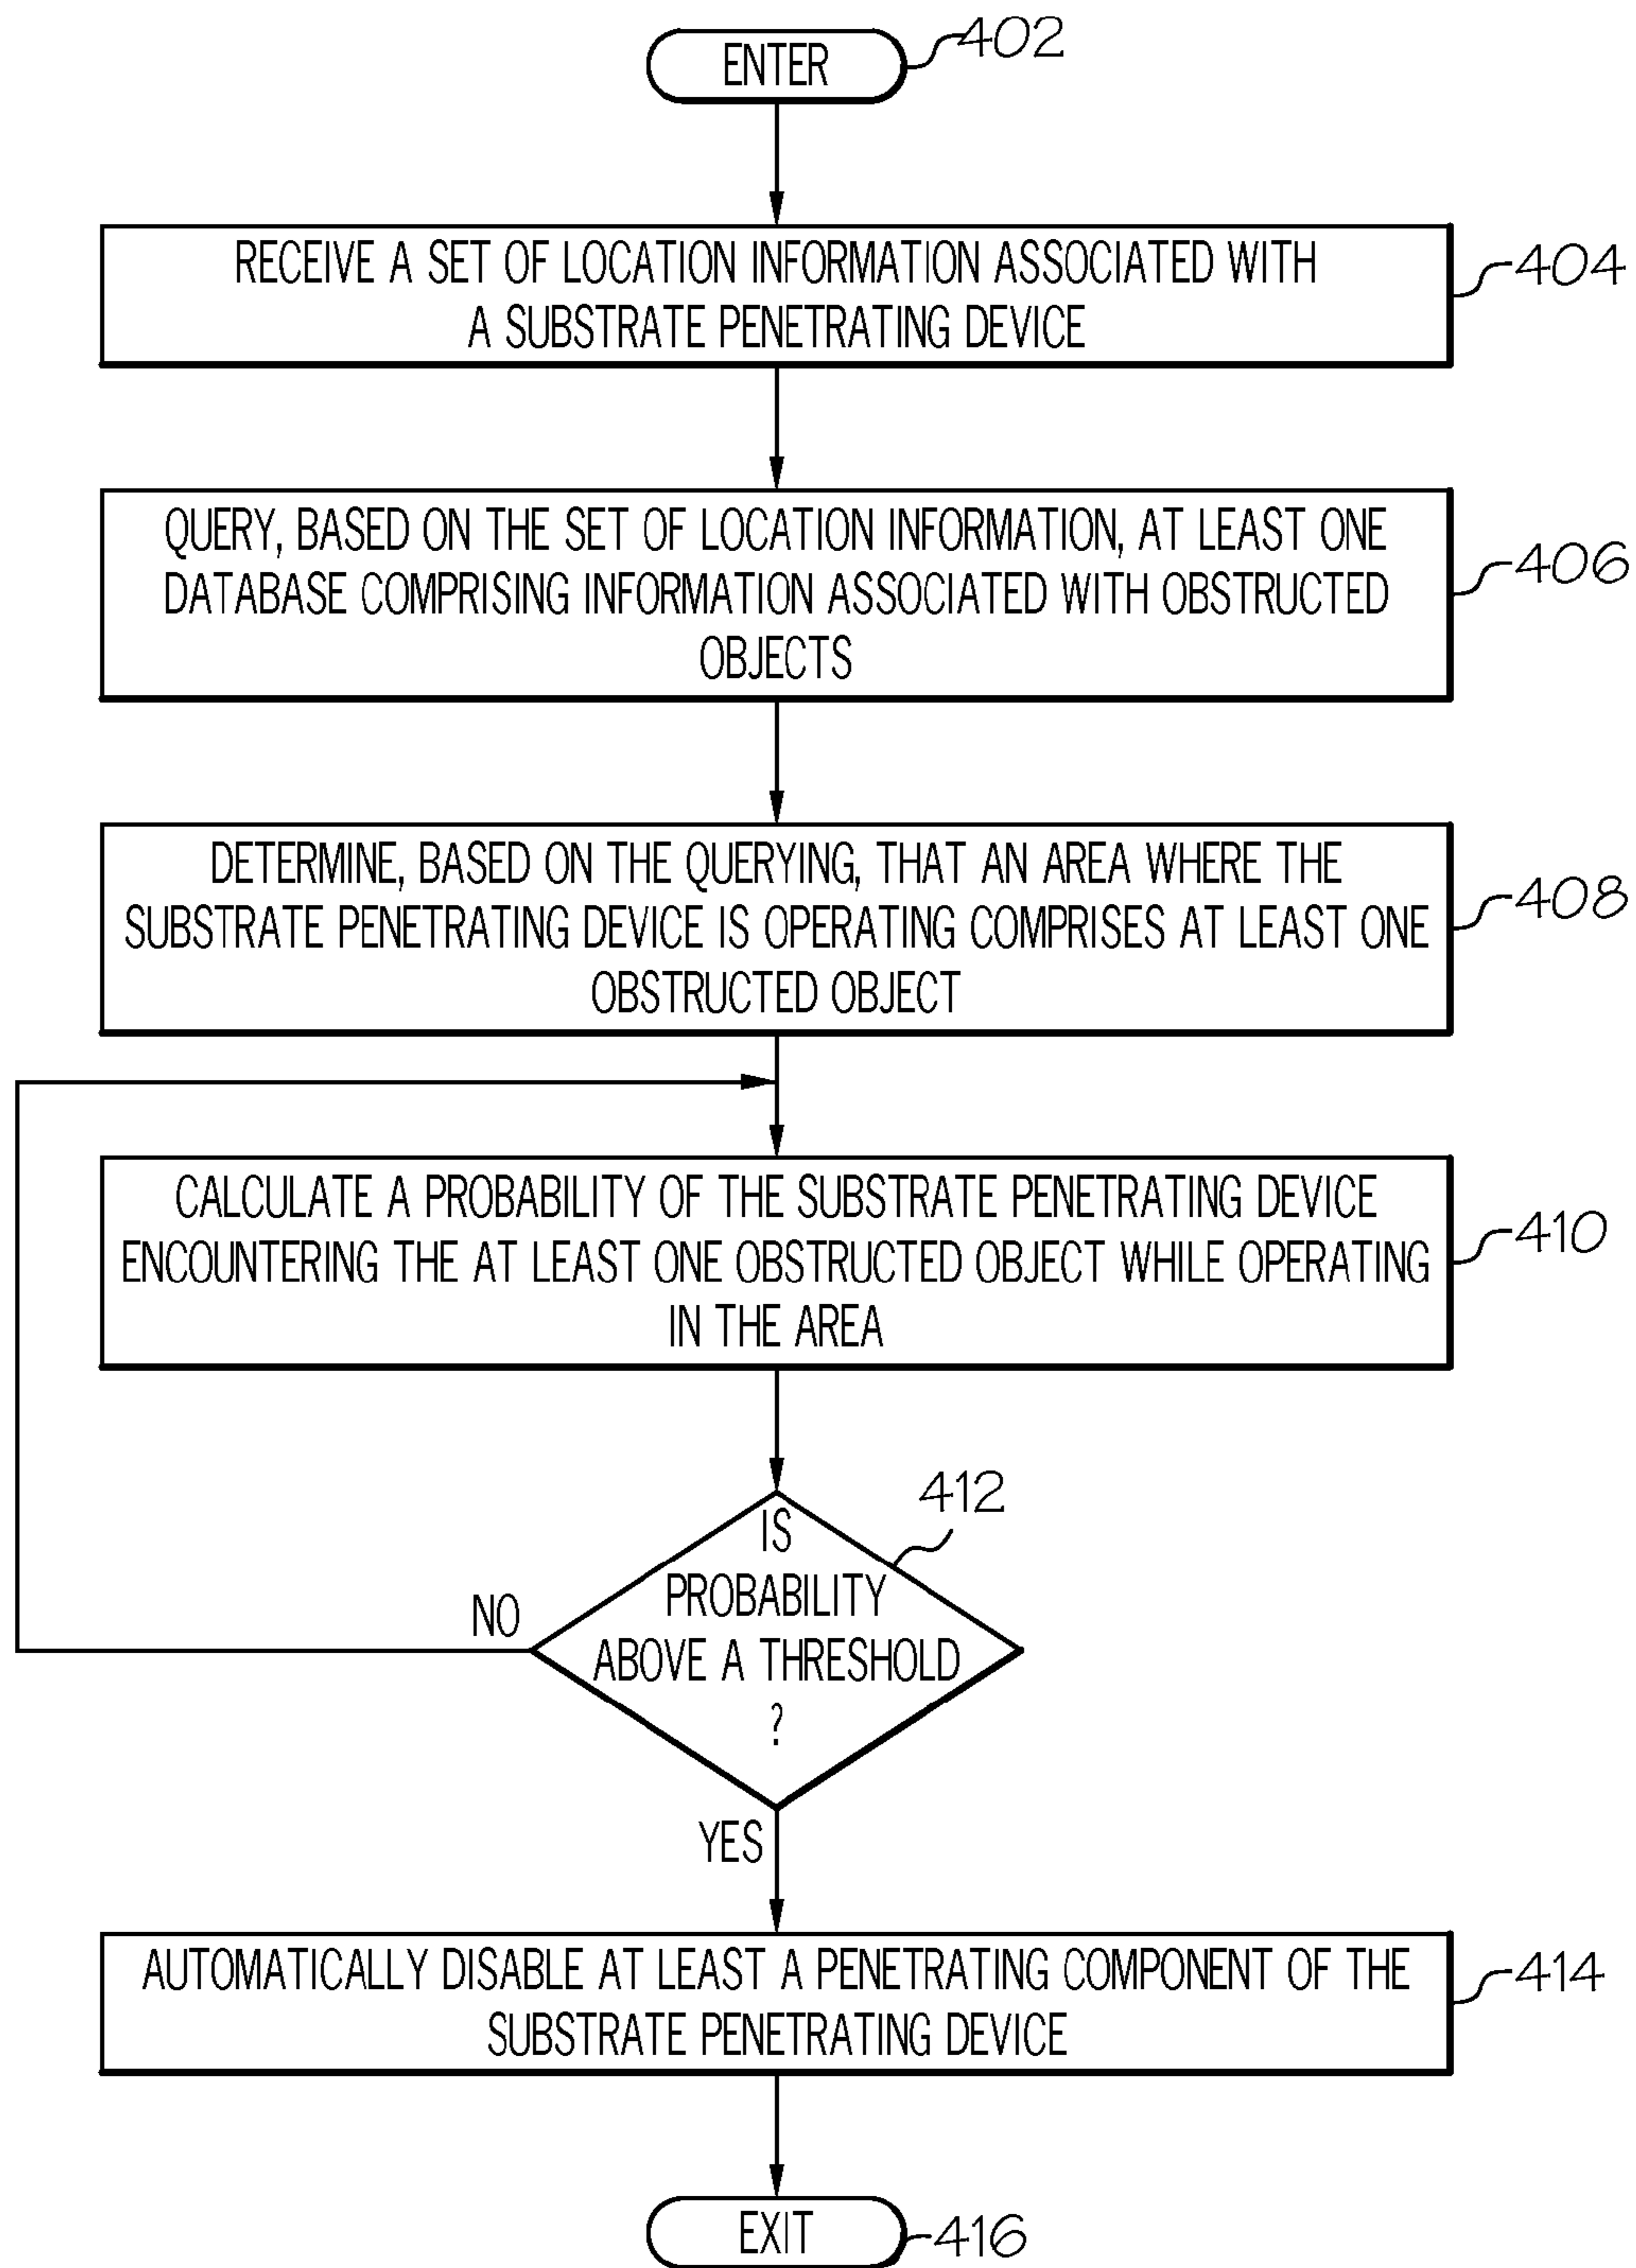 ENTER
402
RECEIVE A SET OF LOCATION INFORMATION ASSOCIATED WITH
A SUBSTRATE PENETRATING DEVICE
404
QUERY, BASED ON THE SET OF LOCATION INFORMATION, AT LEAST ONE
DATABASE COMPRISING INFORMATION ASSOCIATED WITH OBSTRUCTED
OBJECTS
406
DETERMINE, BASED ON THE QUERYING, THAT AN AREA WHERE THE
SUBSTRATE PENETRATING DEVICE IS OPERATING COMPRISES AT LEAST ONE
OBSTRUCTED OBJECT
408
CALCULATE A PROBABILITY OF THE SUBSTRATE PENETRATING DEVICE
ENCOUNTERING THE AT LEAST ONE OBSTRUCTED OBJECT WHILE OPERATING
IN THE AREA
410
412
IS
PROBABILITY
ABOVE A THRESHOLD
?
NO
YES
AUTOMATICALLY DISABLE AT LEAST A PENETRATING COMPONENT OF THE
SUBSTRATE PENETRATING DEVICE
414
EXIT
416